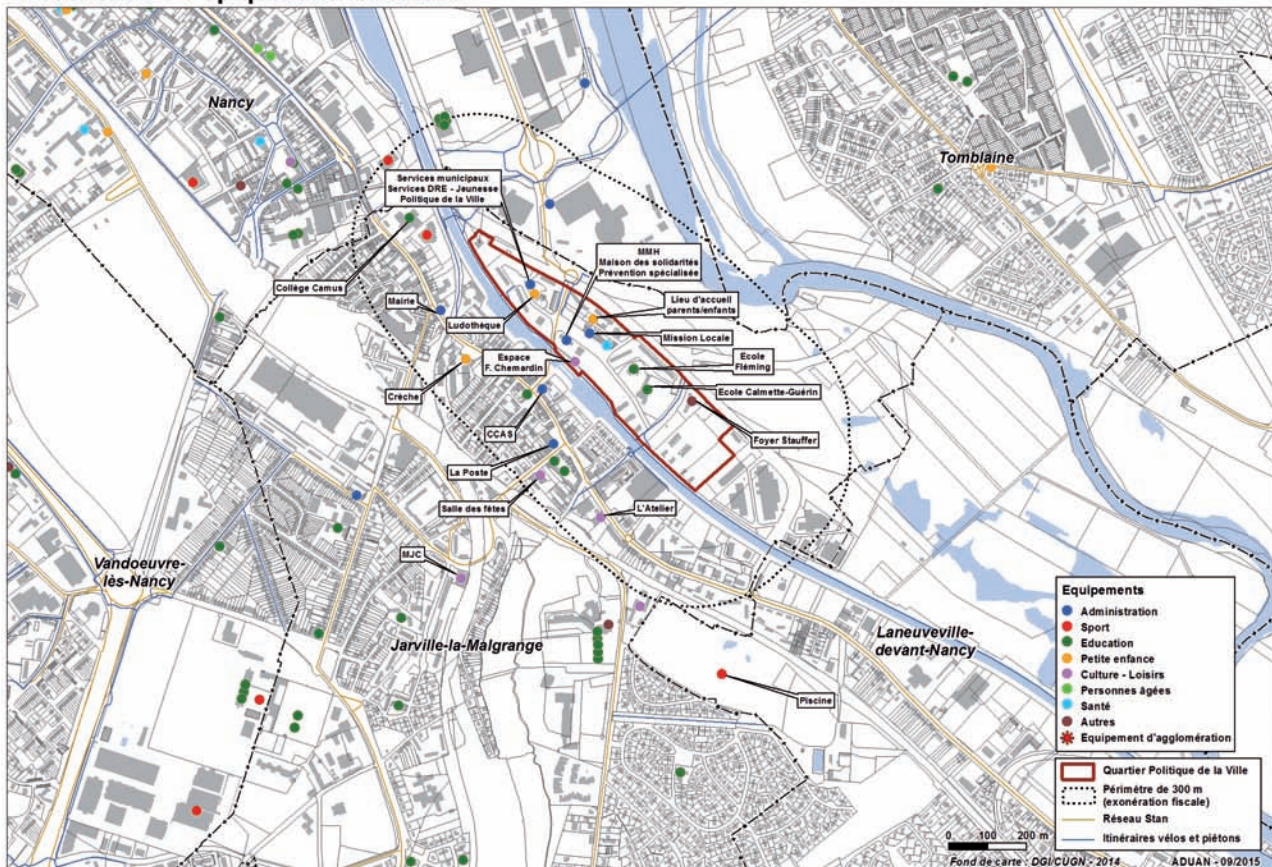 Nancy
Tomblaine
Services municipaux
Services DRE - Jeunesse
Politique de la Ville
MMH
Maison des solidarités
Prévention spécialisée
Collège Camus
Mairie
Lieu d'accueil
parents/enfants
Ludothèque
Mission Locale
Espace
F. Chemardin
Ecole
Fléming
Crèche
Ecole Calmette-Guérin
CCAS
Foyer Stauffer
La Poste
Salle des fêtes
L'Atelier
MJC
Vandoeuvre-
lès-Nancy
Jarville-la-Malgrange
Laneuveville-
devant-Nancy
Piscine
Equipements
Administration
Sport
Education
Petite enfance
Culture - Loisirs
Personnes âgées
Santé
Autres
Equipement d'agglomération
Quartier Politique de la Ville
Périmètre de 300 m
(exonération fiscale)
Réseau Stan
Itinéraires vélos et piétons
0 100 200 m
Fond de carte : DGI/CUGN - 2014
ADUAN - 09/2015